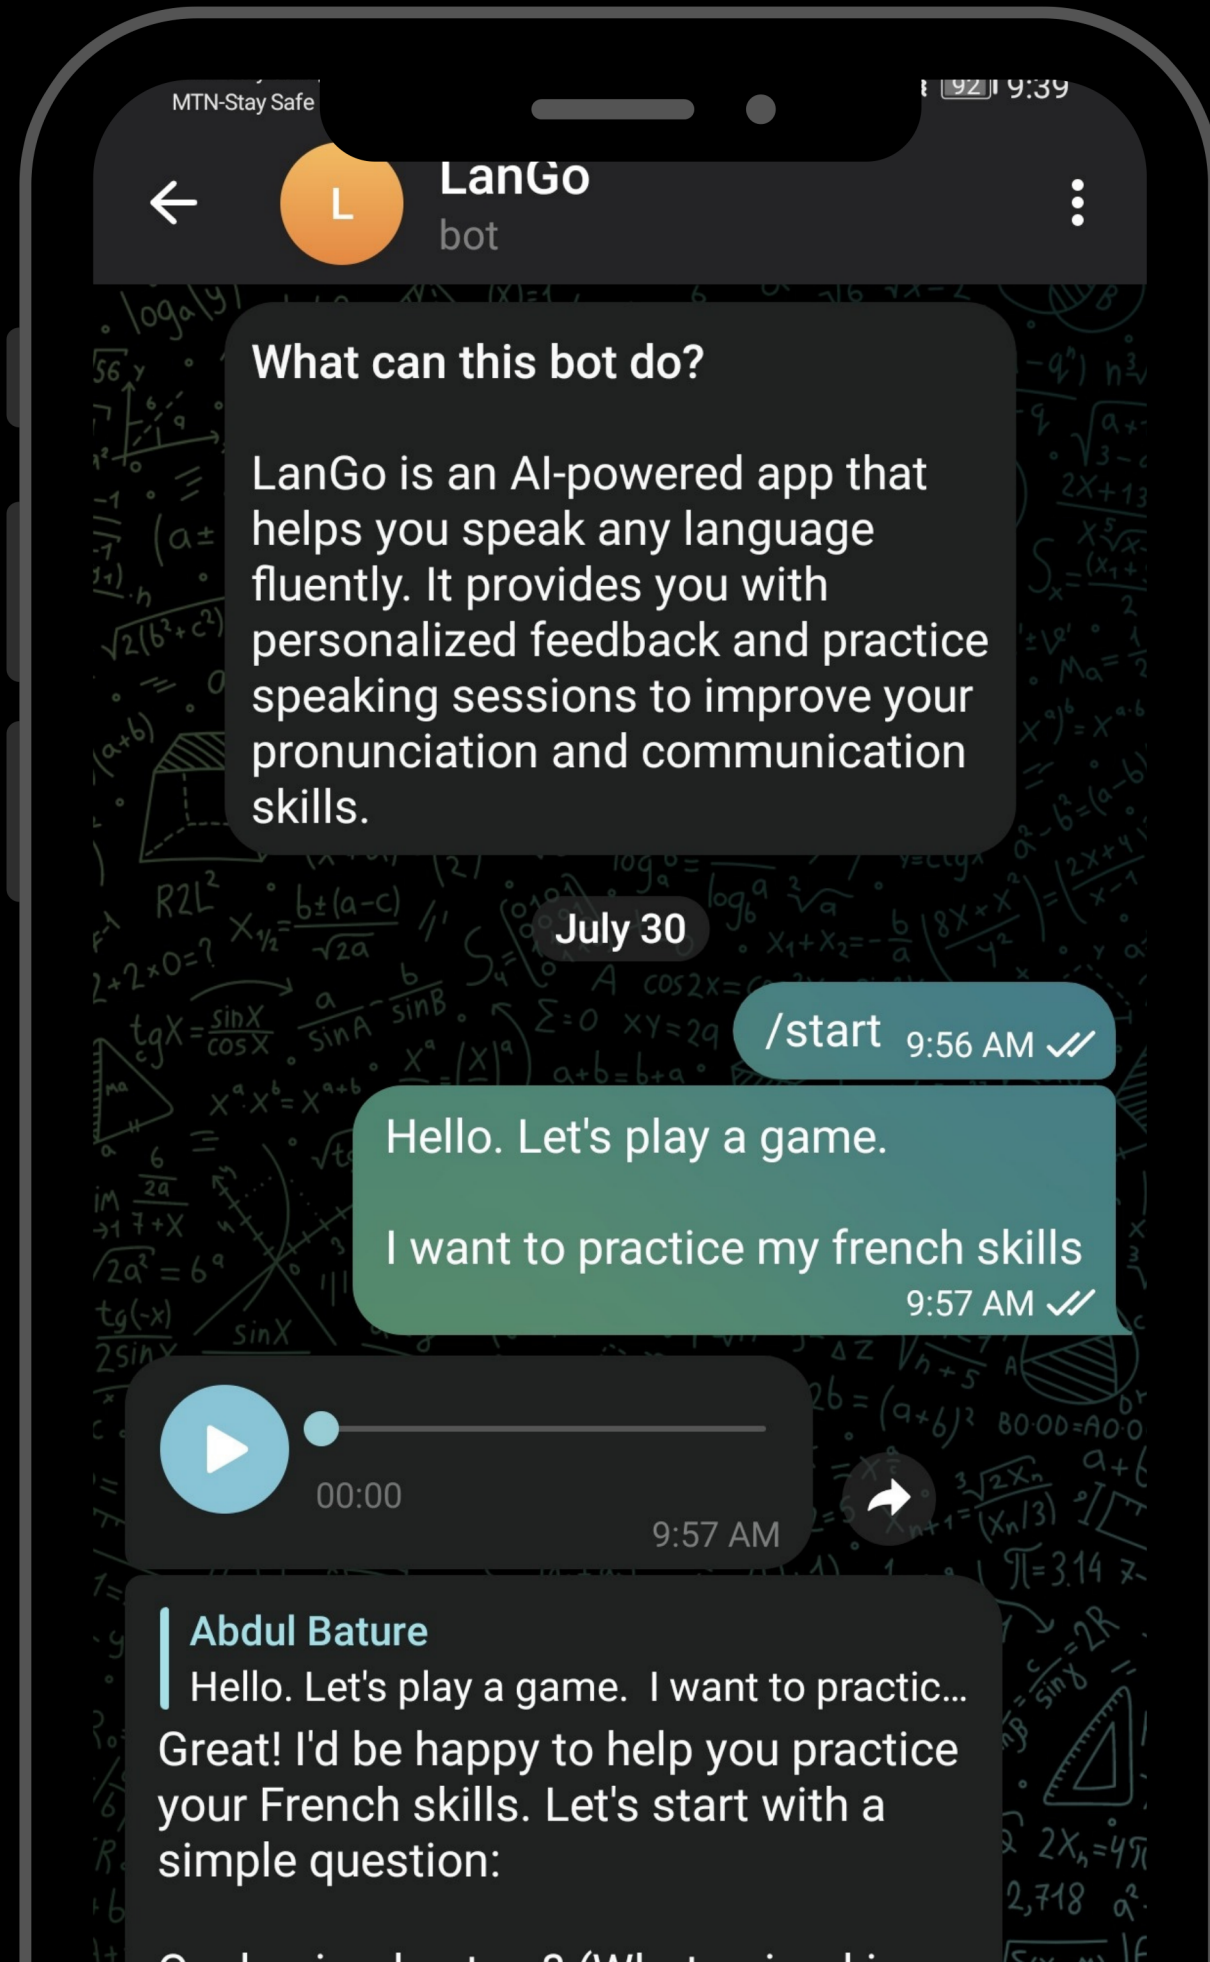 MTN-Stay Safe
92 9:39
L
LanGo
bot
What can this bot do?
LanGo is an AI-powered app that
helps you speak any language
fluently. It provides you with
personalized feedback and practice
speaking sessions to improve your
pronunciation and communication
skills.
July 30
/start 9:56 AM
Hello. Let's play a game.
I want to practice my french skills
9:57 AM
00:00
9:57 AM
Abdul Bature
Hello. Let's play a game.  I want to practic...
Great! I'd be happy to help you practice
your French skills. Let's start with a
simple question: